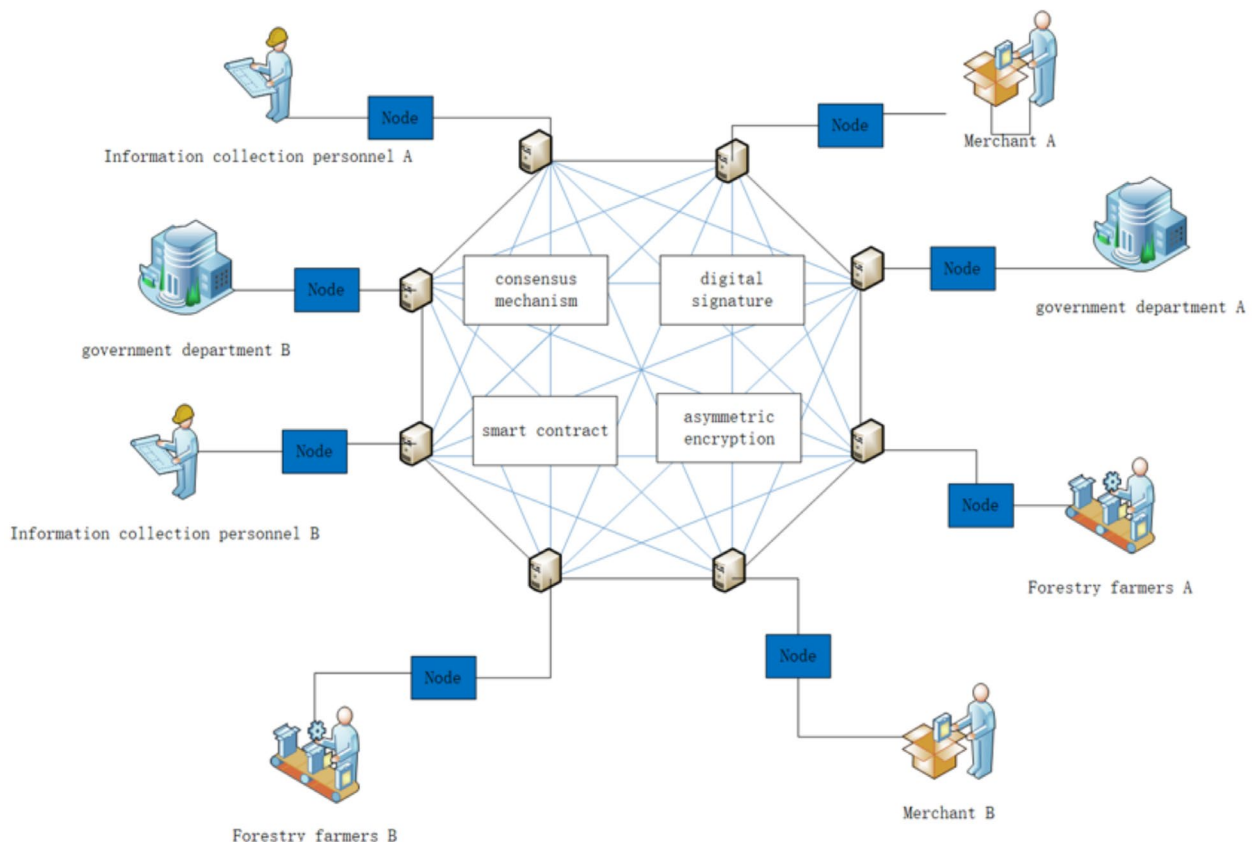 Node
Node
Information collection personnel A
Merchant A
consensus
mechanism
digital
signature
Node
Node
government department A
government department B
smart contract
asymmetric
encryption
Node
Node
Information collection personnel B
Forestry farmers A
Node
Node
Merchant B
Forestry farmers B